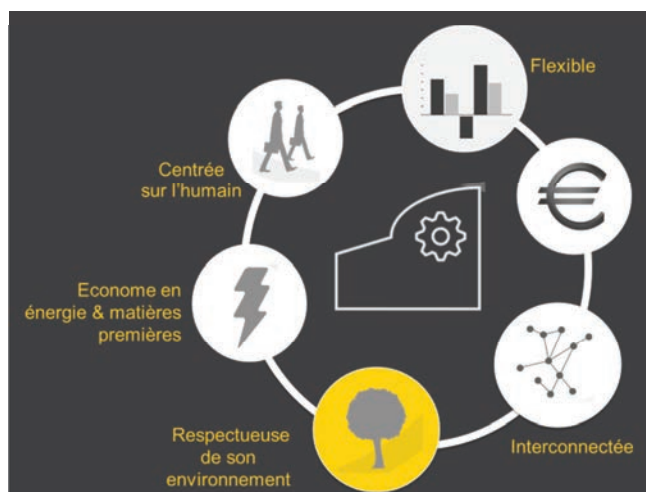 Flexible
Centrée
sur l'humain
€
Econome en
énergie & matières
premières
Interconnectée
Respectueuse
de son
environnement